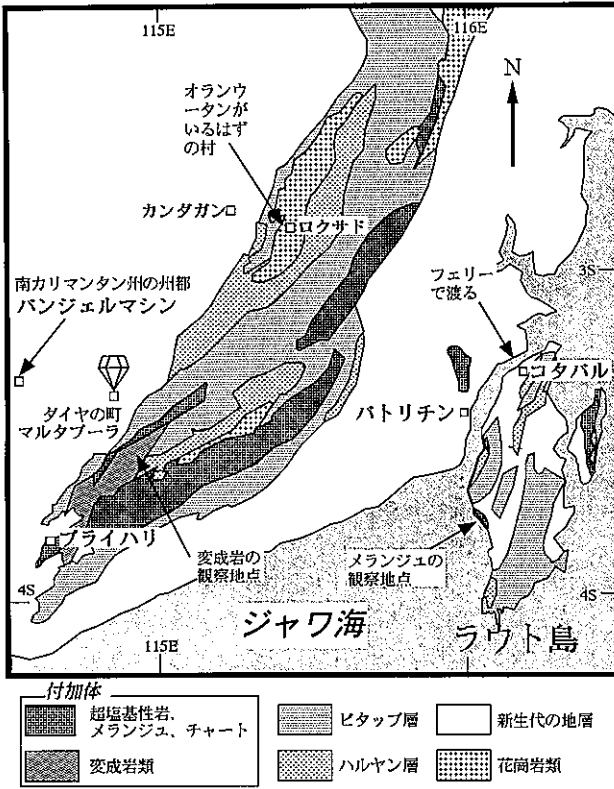 115E
116E
オランウ
ータンが
いるはず
の村
N
カンダガン
ロクサド
3S
フェリー
で渡る
南カリマンタン州の州都
バンジェルマシン
コタバル
ダイヤの町
マルタプーラ
バトリチン
プライハリ
変成岩の
観察地点
メランジュの
観察地点
4S
4S
ジャワ海
ラウト島
115E
付加体
超塩基性岩、
メランジュ、チャート
変成岩類
ピタップ層
ハルヤン層
新生代の地層
花崗岩類